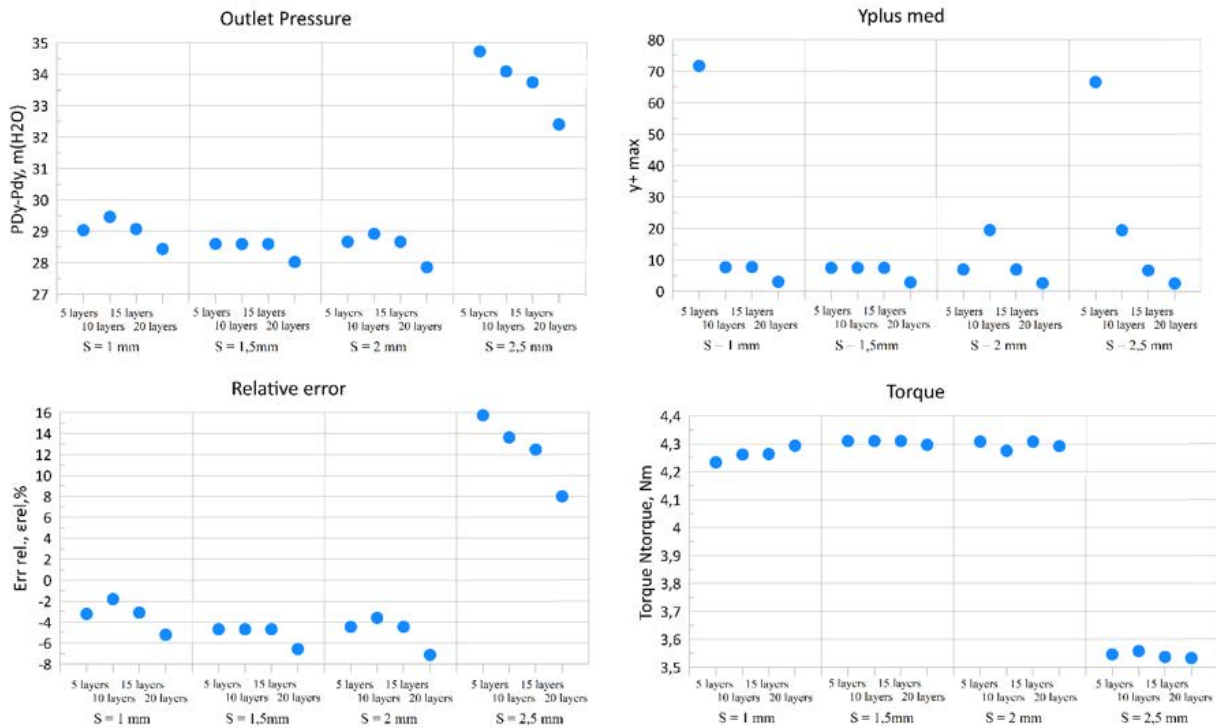 Outlet Pressure
PDy-Pdy, m(H2O)
35
34
33
32
31
30
29
28
27
5 layers 15 layers 5 layers 15 layers 5 layers 15 layers 5 layers 15 layers
10 layers 20 layers 10 layers 20 layers 10 layers 20 layers 10 layers 20 layers
S = 1 mm S = 1,5mm S = 2 mm S = 2,5 mm
Yplus med
y+ max
80
70
60
50
40
30
20
10
0
5 layers 15 layers 5 layers 15 layers 5 layers 15 layers 5 layers 15 layers
10 layers 20 layers 10 layers 20 layers 10 layers 20 layers 10 layers 20 layers
S – 1 mm S – 1,5mm S – 2 mm S – 2,5 mm
Relative error
Err rel., εrel,%
16
14
12
10
8
6
4
2
0
-2
-4
-6
-8
5 layers 15 layers 5 layers 15 layers 5 layers 15 layers 5 layers 15 layers
10 layers 20 layers 10 layers 20 layers 10 layers 20 layers 10 layers 20 layers
S = 1 mm S = 1,5mm S = 2 mm S = 2,5 mm
Torque
Torque Ntorque, Nm
4,4
4,3
4,2
4,1
4
3,9
3,8
3,7
3,6
3,5
5 layers 15 layers 5 layers 15 layers 5 layers 15 layers 5 layers 15 layers
10 layers 20 layers 10 layers 20 layers 10 layers 20 layers 10 layers 20 layers
S = 1 mm S = 1,5mm S = 2 mm S = 2,5 mm